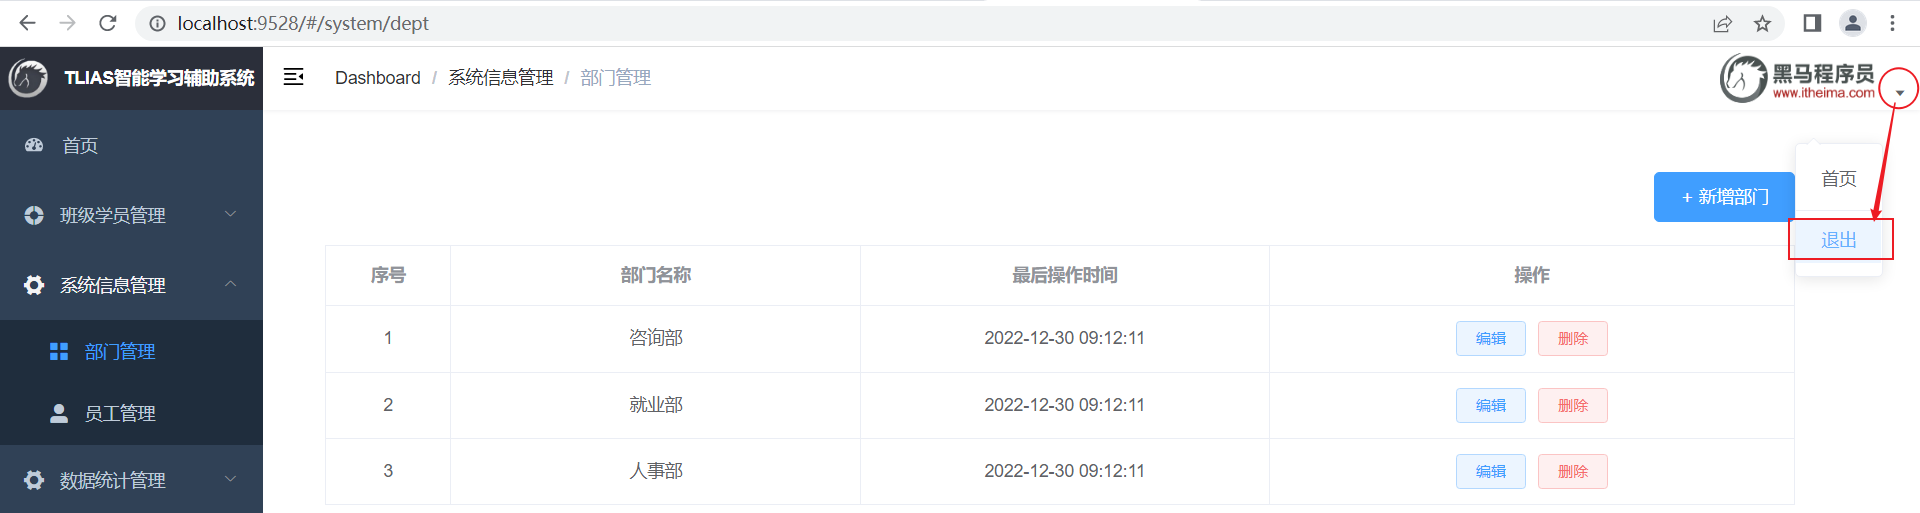 localhost:9528/#/system/dept
TLIAS智能学习辅助系统
Dashboard / 系统信息管理 / 部门管理
黑马程序员
www.itheima.com
首页
班级学员管理
系统信息管理
部门管理
员工管理
数据统计管理
首页
退出
+ 新增部门
序号 部门名称 最后操作时间 操作
1 咨询部 2022-12-30 09:12:11 编辑 删除
2 就业部 2022-12-30 09:12:11 编辑 删除
3 人事部 2022-12-30 09:12:11 编辑 删除